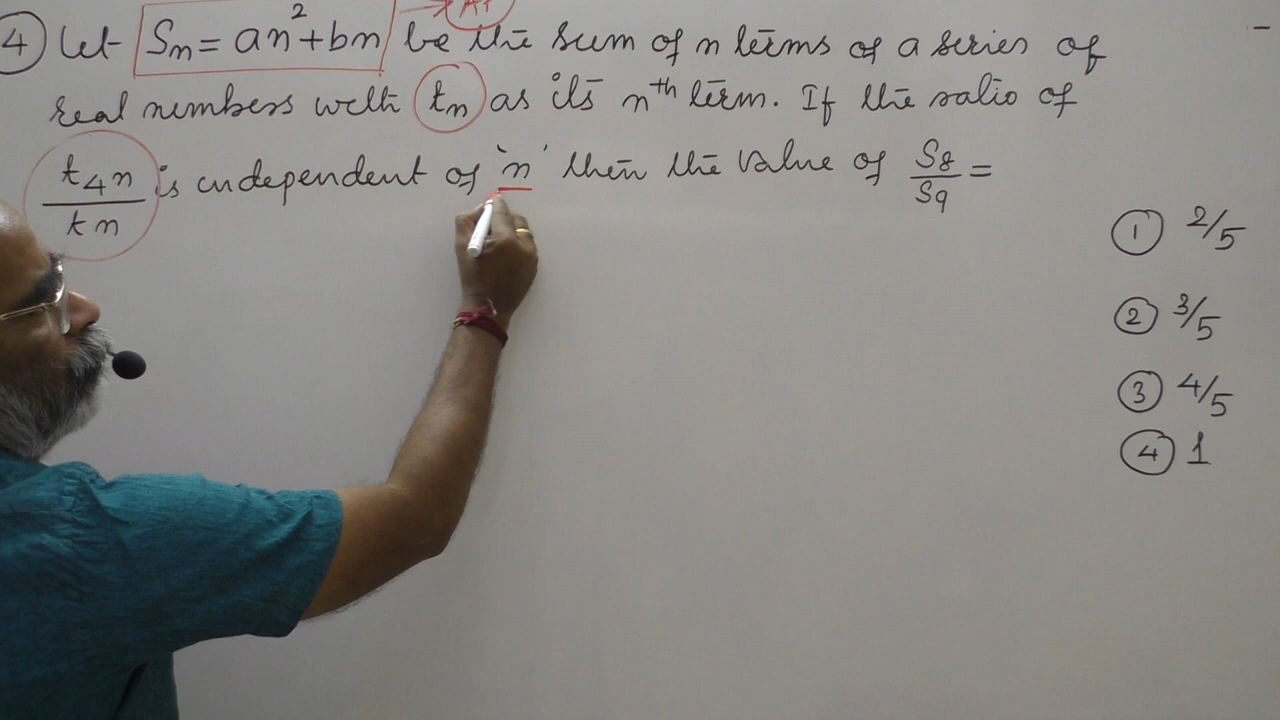 4 Let Sn = an² + bn be the sum of n terms of a series of → AP
real numbers with tn as its nth term. If the ratio of
t4n/tn is independent of 'n' then the value of S8/S9 =
1 2/5
2 3/5
3 4/5
4 1